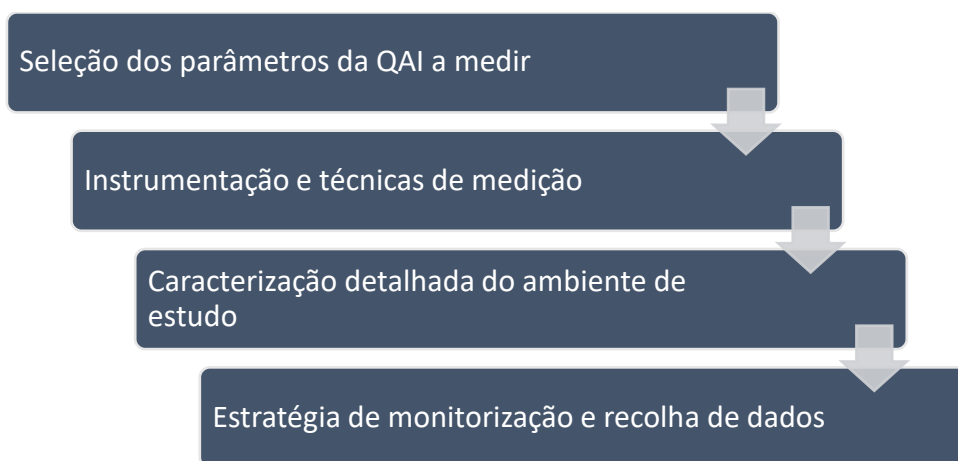 Seleção dos parâmetros da QAI a medir
Instrumentação e técnicas de medição
Caracterização detalhada do ambiente de
estudo
Estratégia de monitorização e recolha de dados